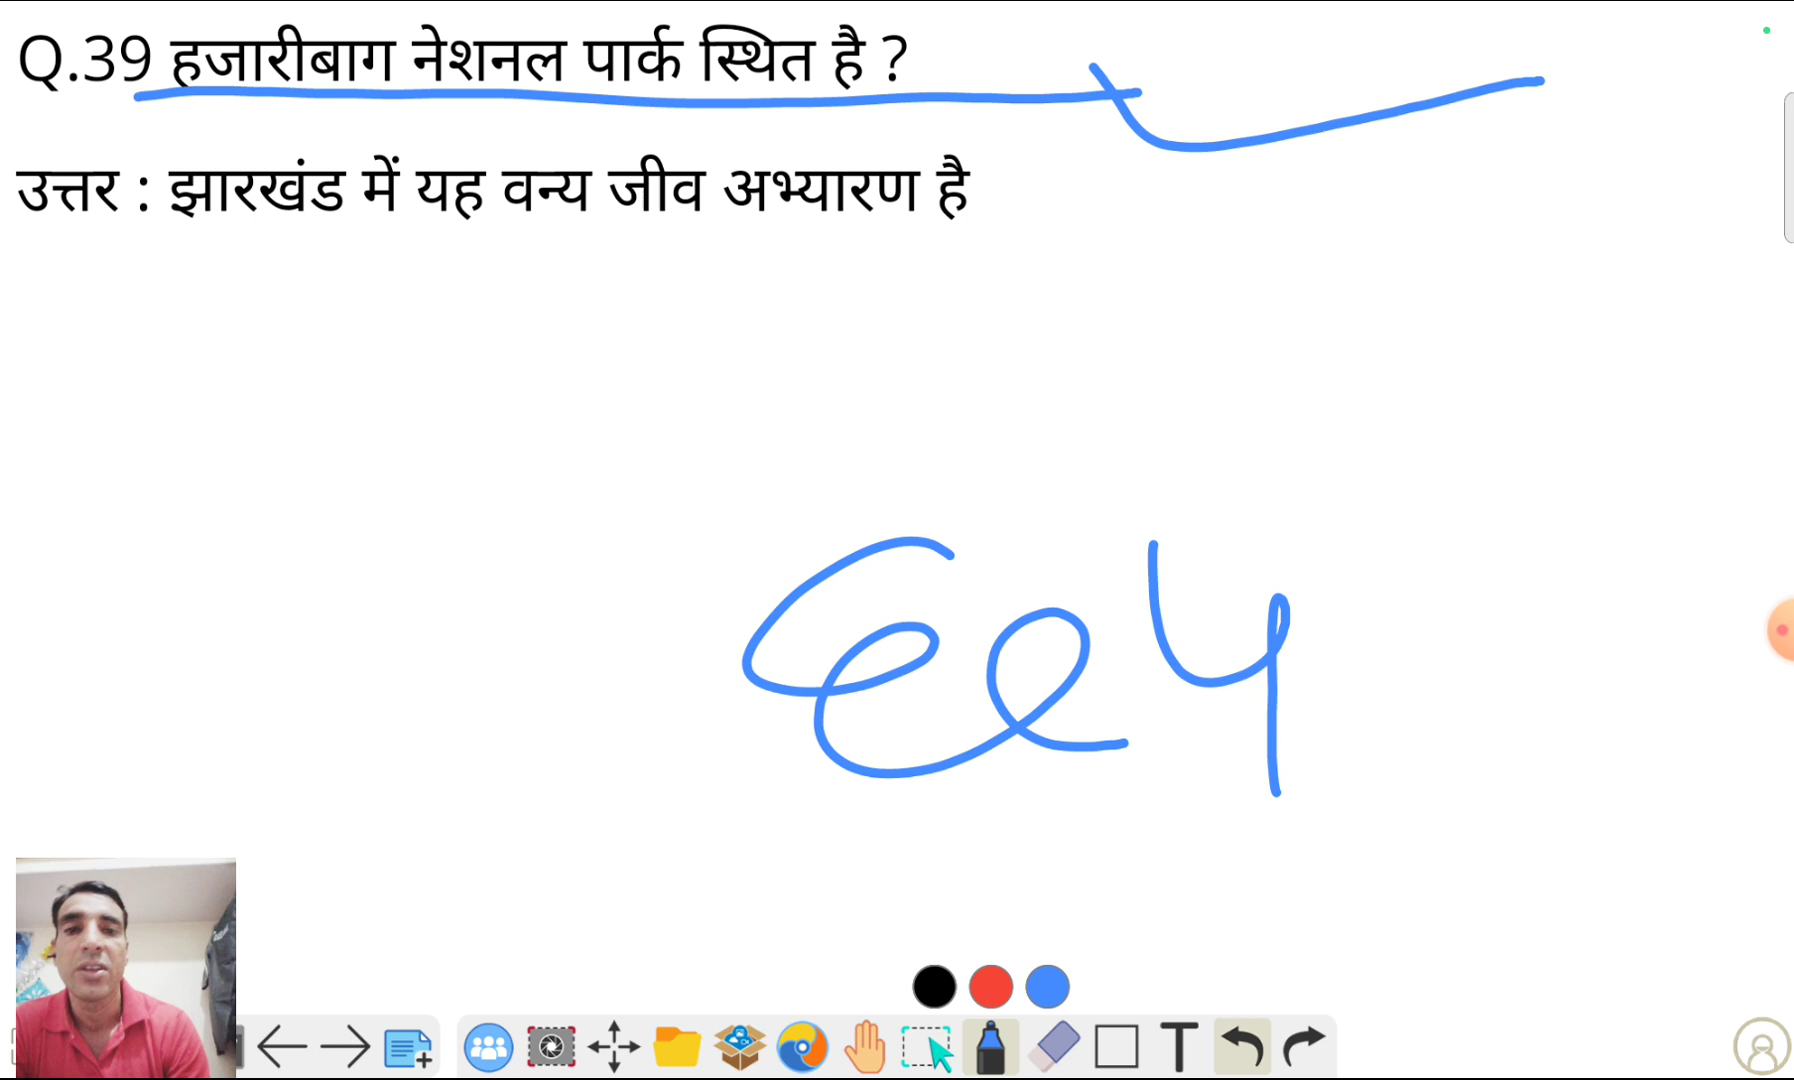 Q.39 हजारीबाग नेशनल पार्क स्थित है ?
उत्तर : झारखंड में यह वन्य जीव अभ्यारण है